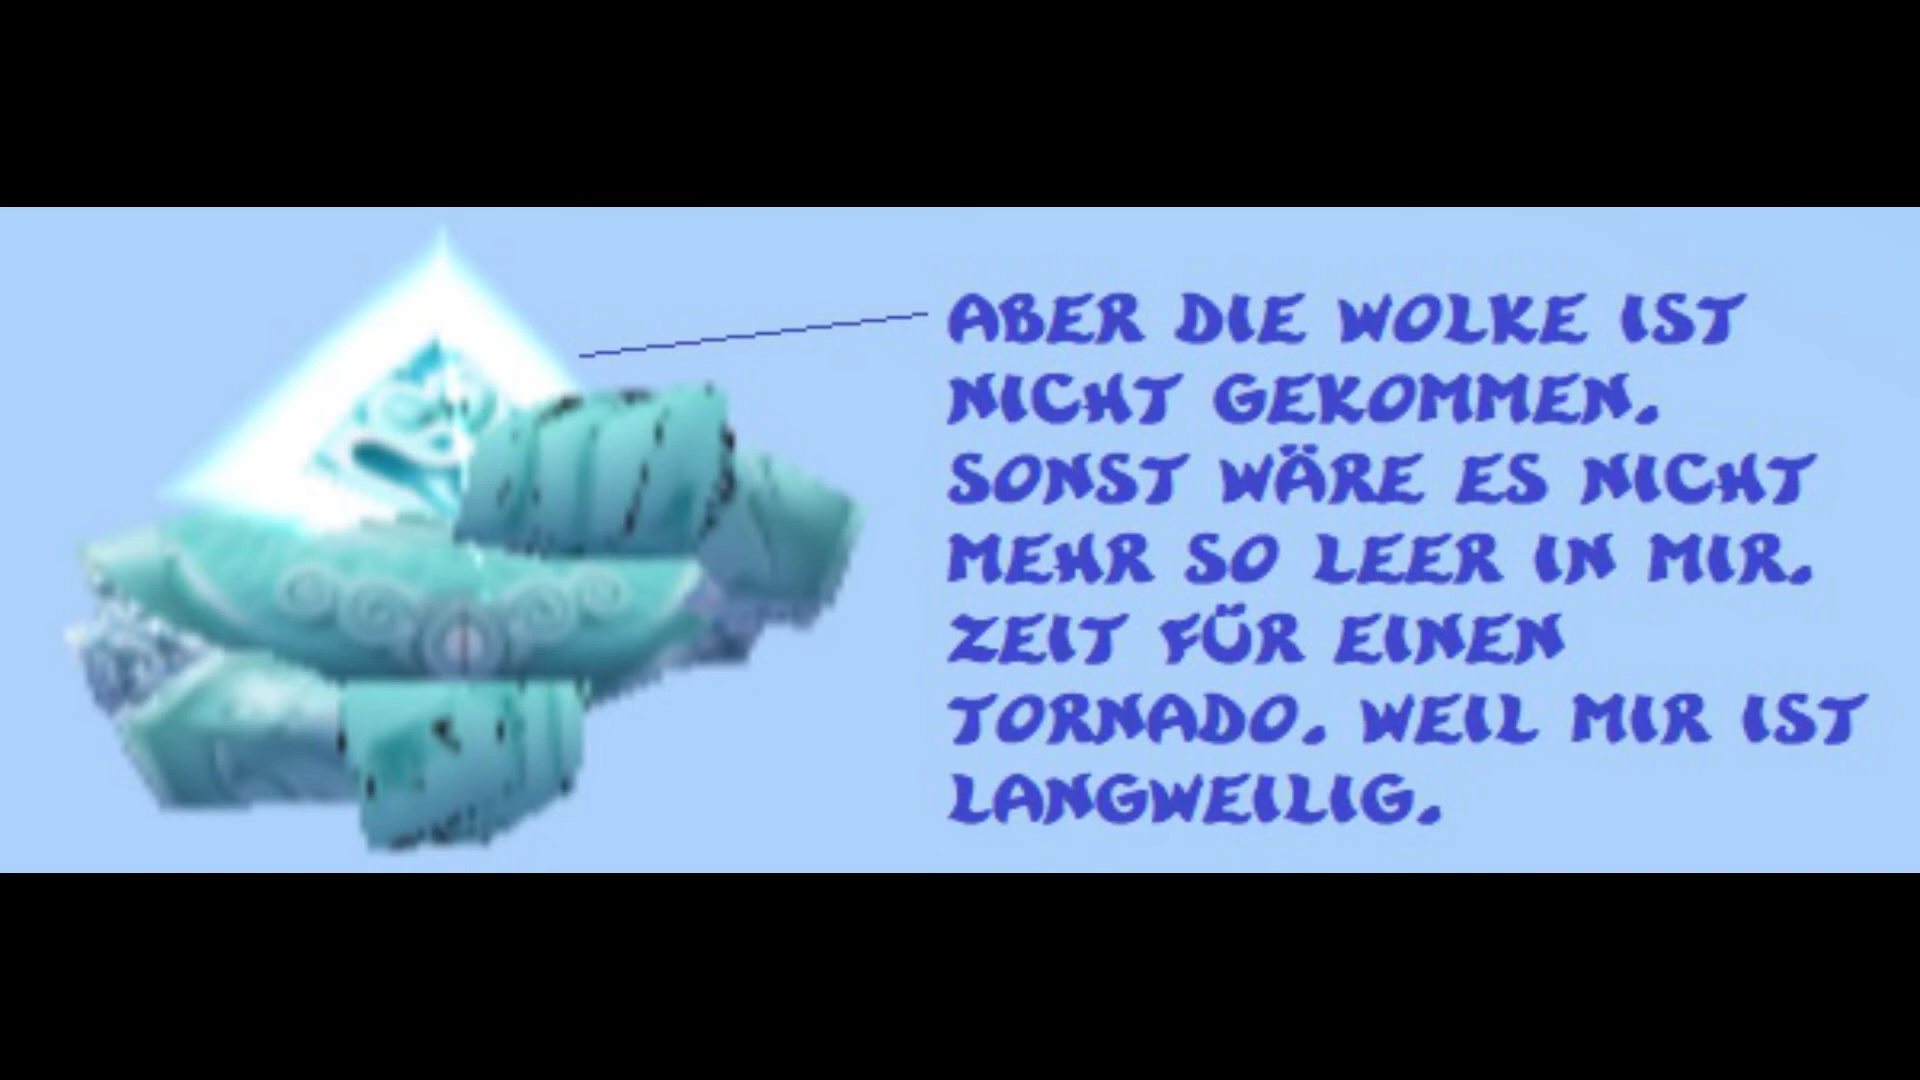 ABER DIE WOLKE IST
NICHT GEKOMMEN.
SONST WÄRE ES NICHT
MEHR SO LEER IN MIR.
ZEIT FÜR EINEN
TORNADO. WEIL MIR IST
LANGWEILIG.